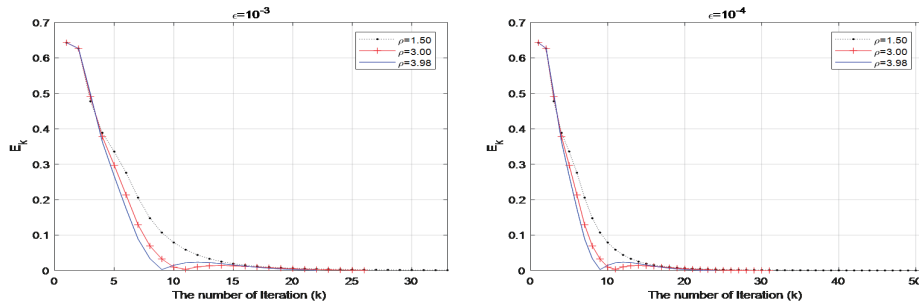 ϵ=10⁻³
0.7
0.6
0.5
0.4
0.3
0.2
0.1
0
E_k
ρ=1.50
ρ=3.00
ρ=3.98
0 5 10 15 20 25 30
The number of Iteration (k)
ϵ=10⁻⁴
0.7
0.6
0.5
0.4
0.3
0.2
0.1
0
E_k
ρ=1.50
ρ=3.00
ρ=3.98
0 10 20 30 40 50
The number of Iteration (k)